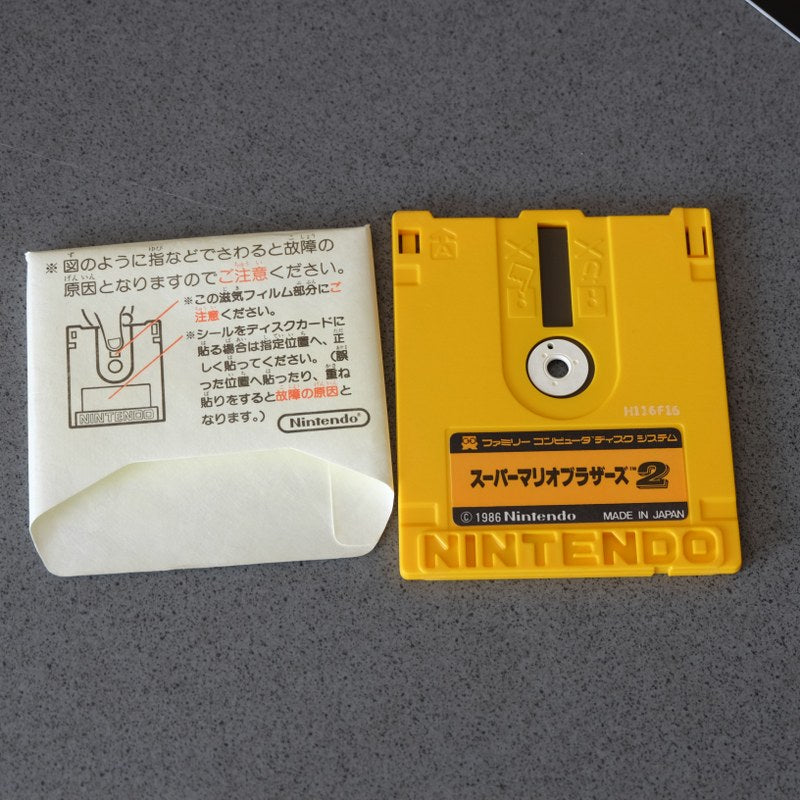 ※図のように指などでさわると故障の
原因となりますのでご注意ください。
※この滋気フィルム部分にご
注意ください。
※シールをディスクカードに
貼る場合は指定位置へ、正
しく貼ってください。(誤
った位置へ貼ったり、重ね
貼りをすると故障の原因と
なります。)
Nintendo®
NINTENDO
A
H116F16
ファミリー コンピュータ ディスク システム
スーパーマリオブラザーズ™2
© 1986 Nintendo MADE IN JAPAN
NINTENDO